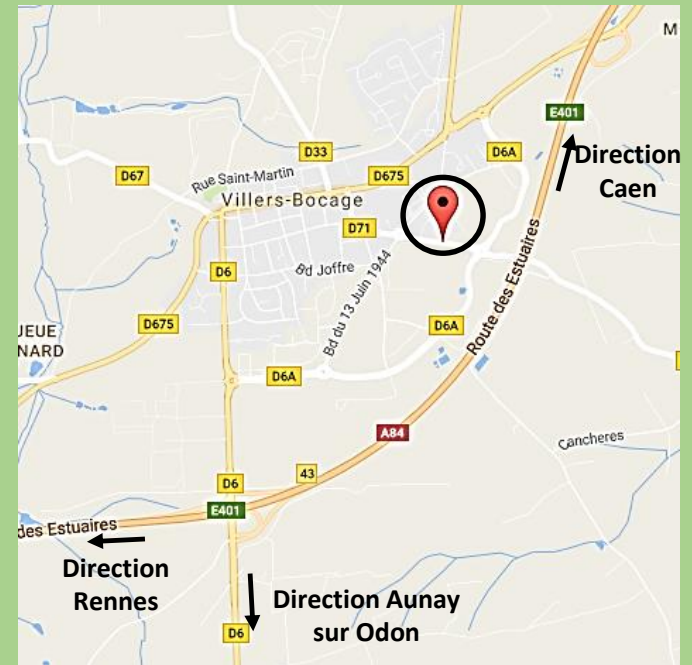 M
E401
Direction
Caen
D33
D6A
D67
D675
Rue Saint-Martin
Villers-Bocage
D71
Bd Joffre
Bd du 13 Juin 1944
D6
Route des Estuaires
D675
D6A
JEUE
NARD
D6A
A84
Cancheres
43
D6
E401
des Estuaires
Direction
Rennes
Direction Aunay
sur Odon
D6